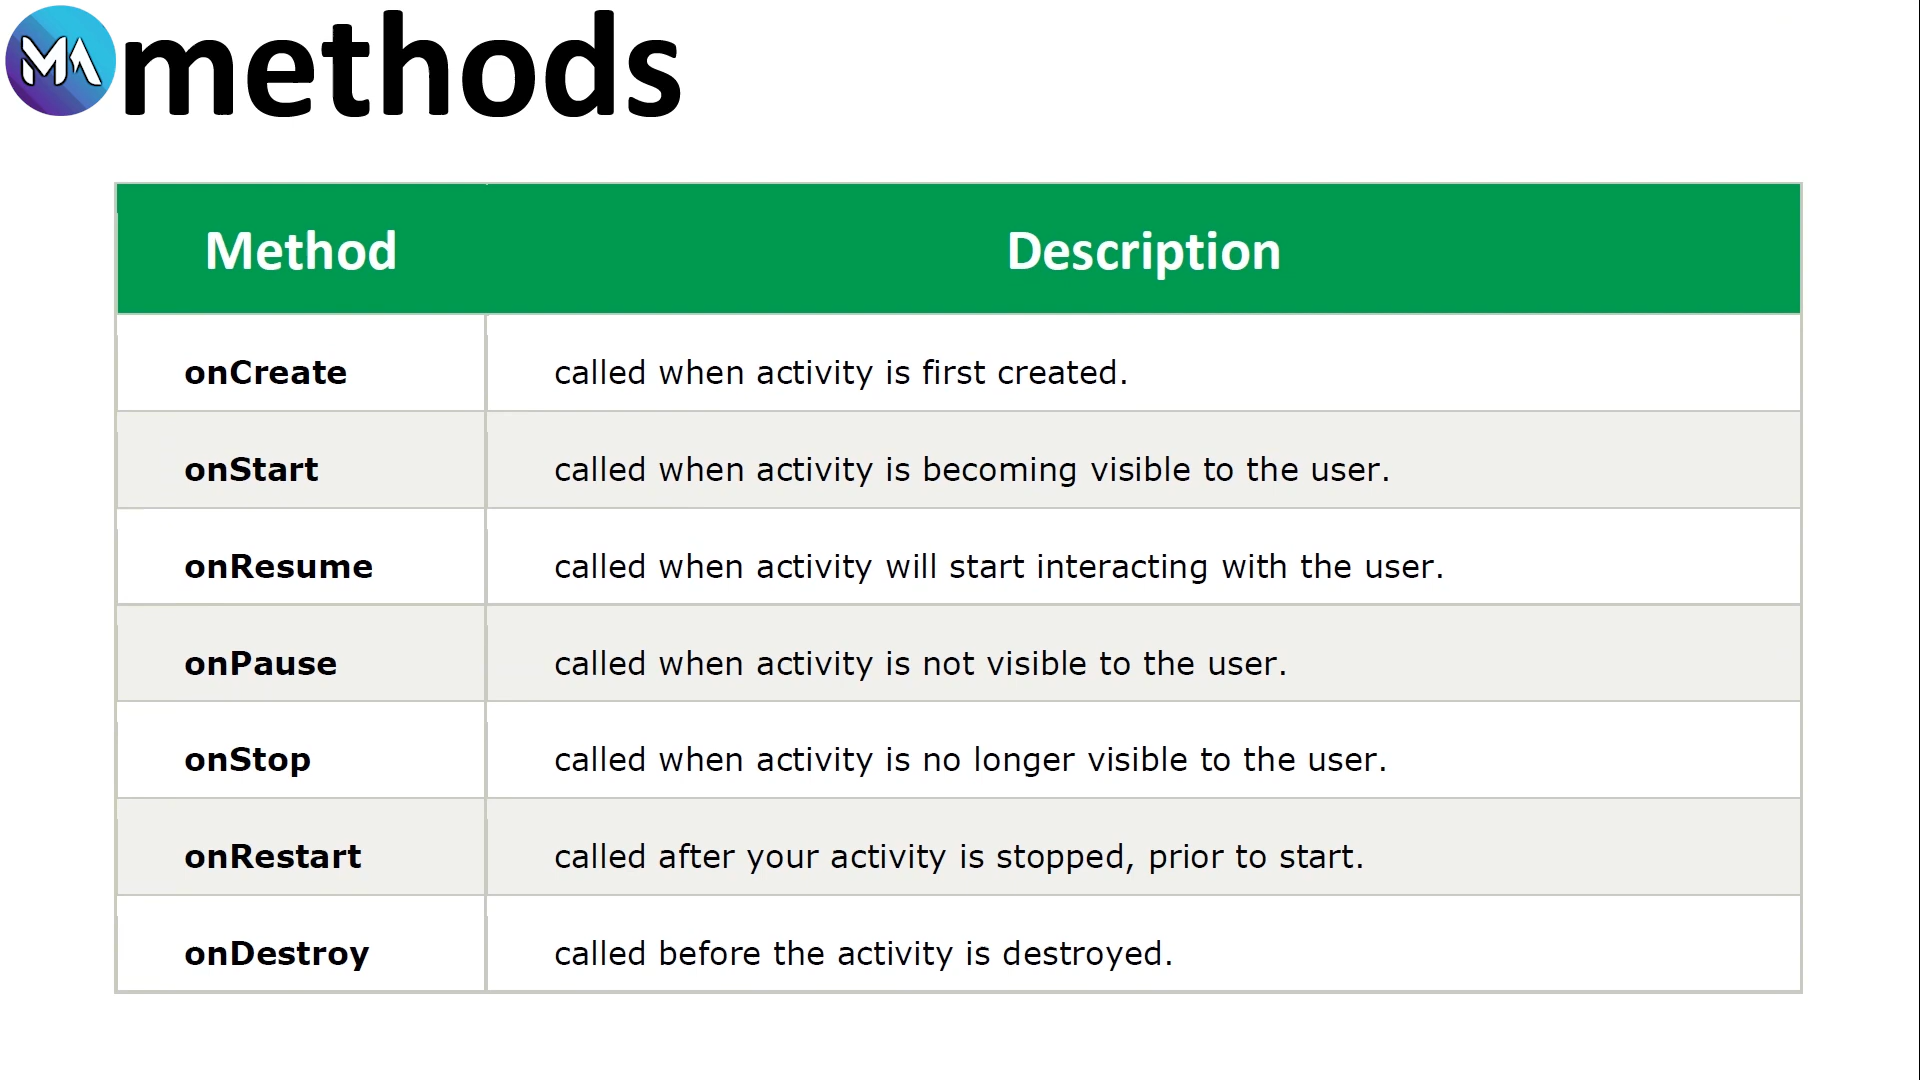 MA methods
Method Description
onCreate called when activity is first created.
onStart called when activity is becoming visible to the user.
onResume called when activity will start interacting with the user.
onPause called when activity is not visible to the user.
onStop called when activity is no longer visible to the user.
onRestart called after your activity is stopped, prior to start.
onDestroy called before the activity is destroyed.